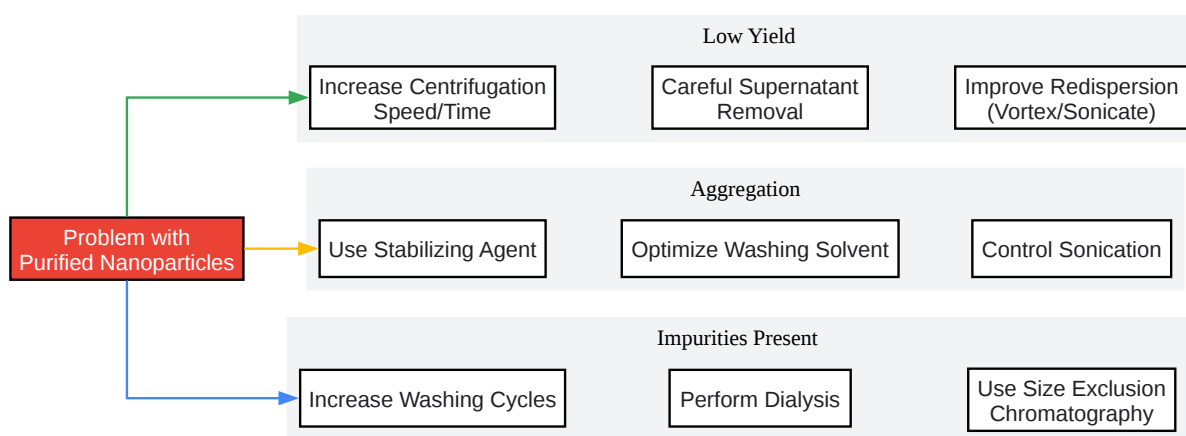 Low Yield
Increase Centrifugation
Speed/Time
Careful Supernatant
Removal
Improve Redispersion
(Vortex/Sonicate)
Problem with
Purified Nanoparticles
Aggregation
Use Stabilizing Agent
Optimize Washing Solvent
Control Sonication
Impurities Present
Increase Washing Cycles
Perform Dialysis
Use Size Exclusion
Chromatography